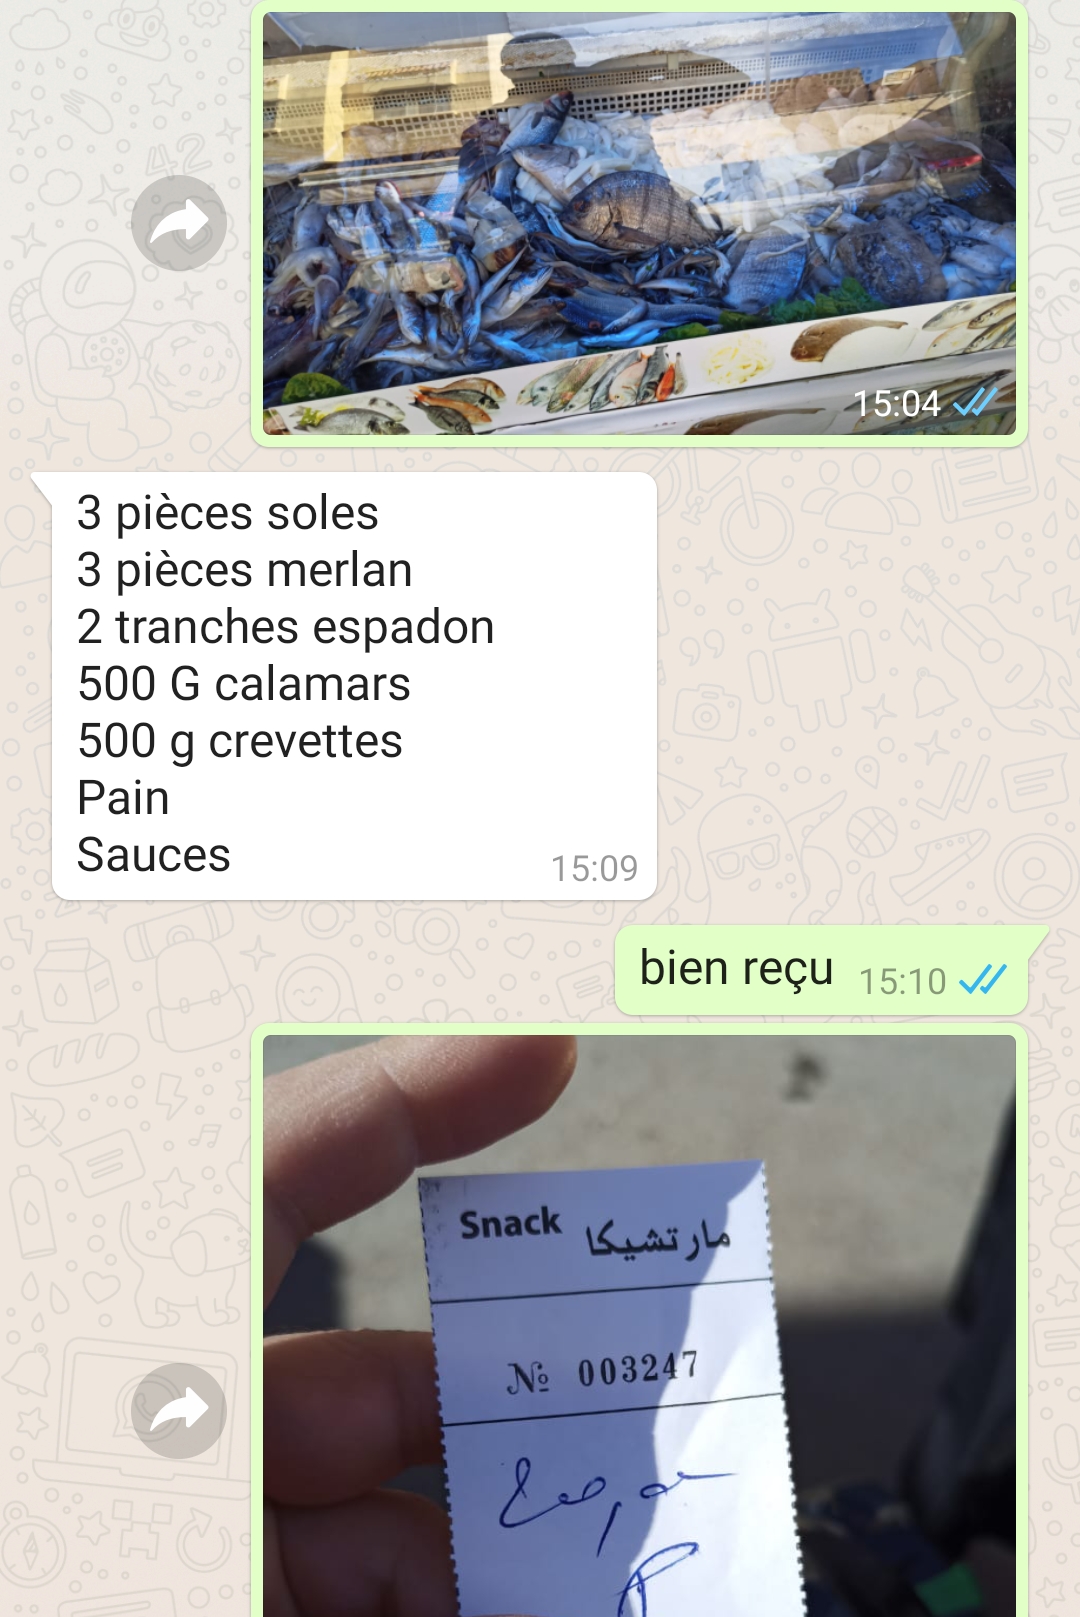 15:04
3 pièces soles
3 pièces merlan
2 tranches espadon
500 G calamars
500 g crevettes
Pain
Sauces
15:09
bien reçu 15:10
Snack مارتشيكا
№ 003247